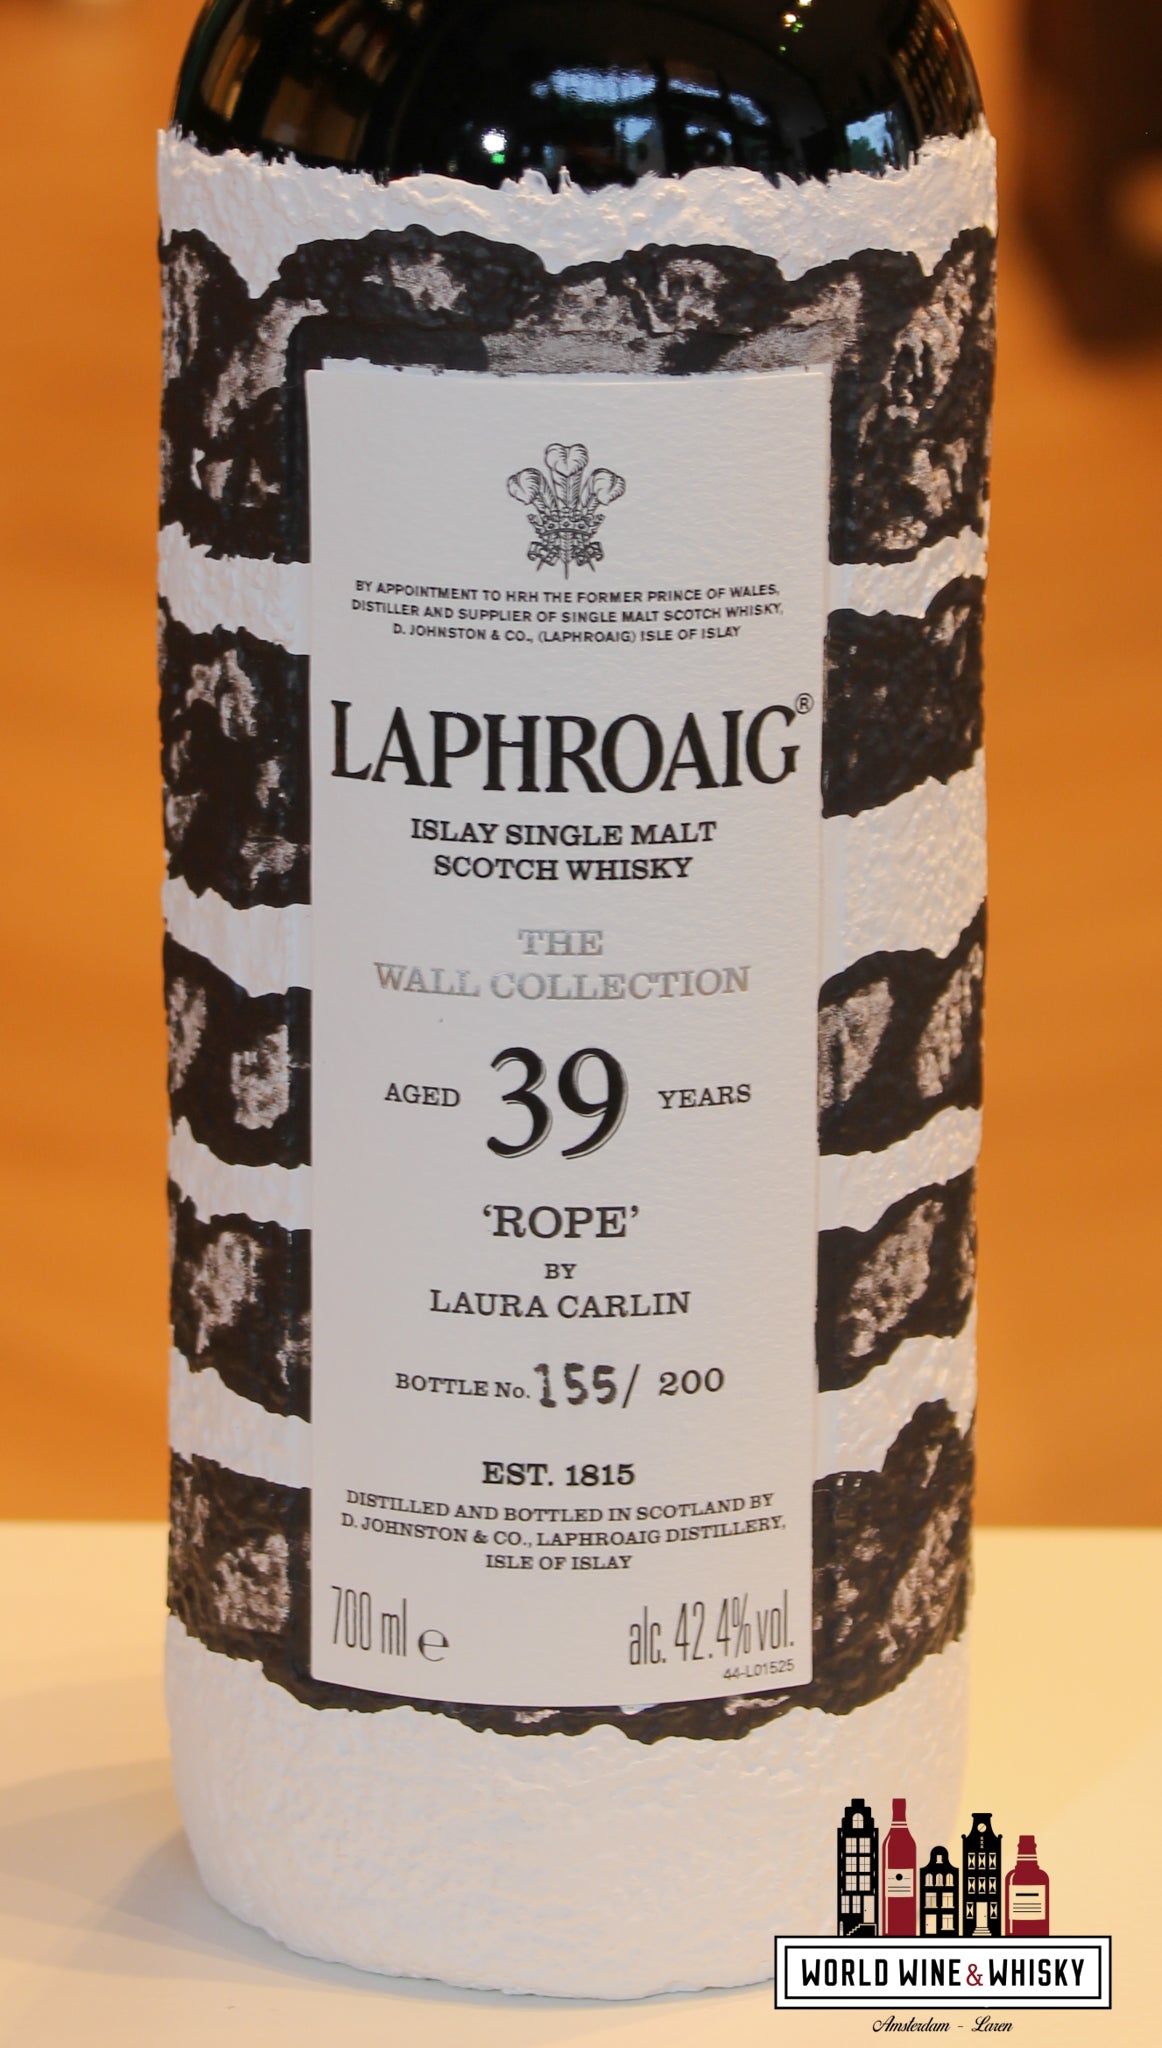 BY APPOINTMENT TO HRH THE FORMER PRINCE OF WALES,
DISTILLER AND SUPPLIER OF SINGLE MALT SCOTCH WHISKY,
D. JOHNSTON & CO., (LAPHROAIG) ISLE OF ISLAY
LAPHROAIG®
ISLAY SINGLE MALT
SCOTCH WHISKY
THE
WALL COLLECTION
AGED 39 YEARS
‘ROPE’
BY
LAURA CARLIN
BOTTLE No. 155/ 200
EST. 1815
DISTILLED AND BOTTLED IN SCOTLAND BY
D. JOHNSTON & CO., LAPHROAIG DISTILLERY,
ISLE OF ISLAY
700 ml e alc. 42.4% vol.
44-L01525
WORLD WINE & WHISKY
Amsterdam - Laren